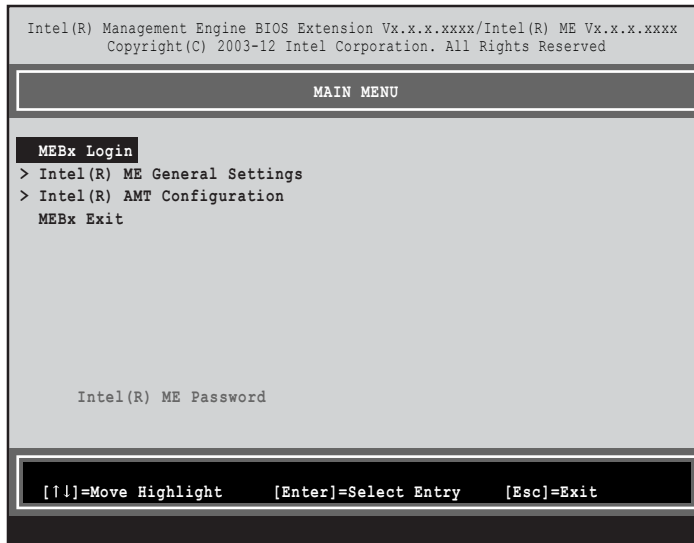 Intel(R) Management Engine BIOS Extension Vx.x.x.xxxx/Intel(R) ME Vx.x.x.xxxx
Copyright(C) 2003-12 Intel Corporation. All Rights Reserved
MAIN MENU
MEBx Login
> Intel(R) ME General Settings
> Intel(R) AMT Configuration
MEBx Exit
Intel(R) ME Password
[↑↓]=Move Highlight [Enter]=Select Entry [Esc]=Exit